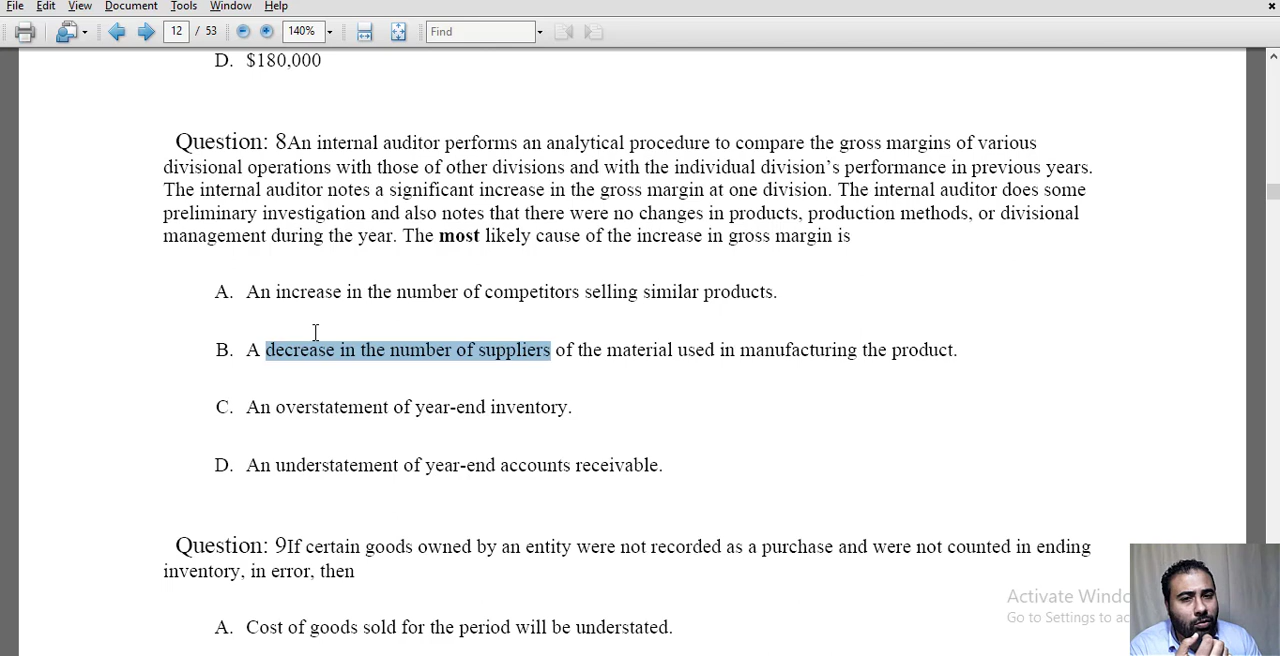 File Edit View Document Tools Window Help
12 / 53 140% Find
D. $180,000
Question: 8An internal auditor performs an analytical procedure to compare the gross margins of various
divisional operations with those of other divisions and with the individual division's performance in previous years.
The internal auditor notes a significant increase in the gross margin at one division. The internal auditor does some
preliminary investigation and also notes that there were no changes in products, production methods, or divisional
management during the year. The most likely cause of the increase in gross margin is
A. An increase in the number of competitors selling similar products.
B. A decrease in the number of suppliers of the material used in manufacturing the product.
C. An overstatement of year-end inventory.
D. An understatement of year-end accounts receivable.
Question: 9If certain goods owned by an entity were not recorded as a purchase and were not counted in ending
inventory, in error, then
Activate Windo
Go to Settings to ac
A. Cost of goods sold for the period will be understated.